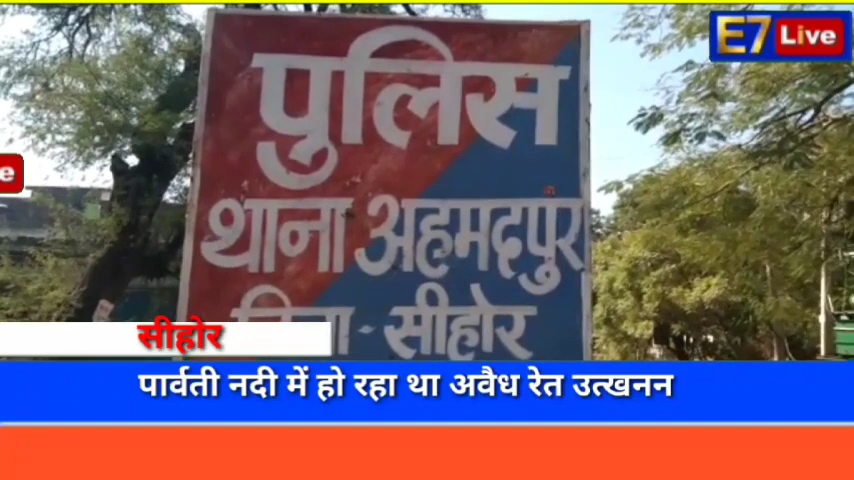 E7 Live
पुलिस
थाना अहमदपुर
जिला - सीहोर
सीहोर
पार्वती नदी में हो रहा था अवैध रेत उत्खनन